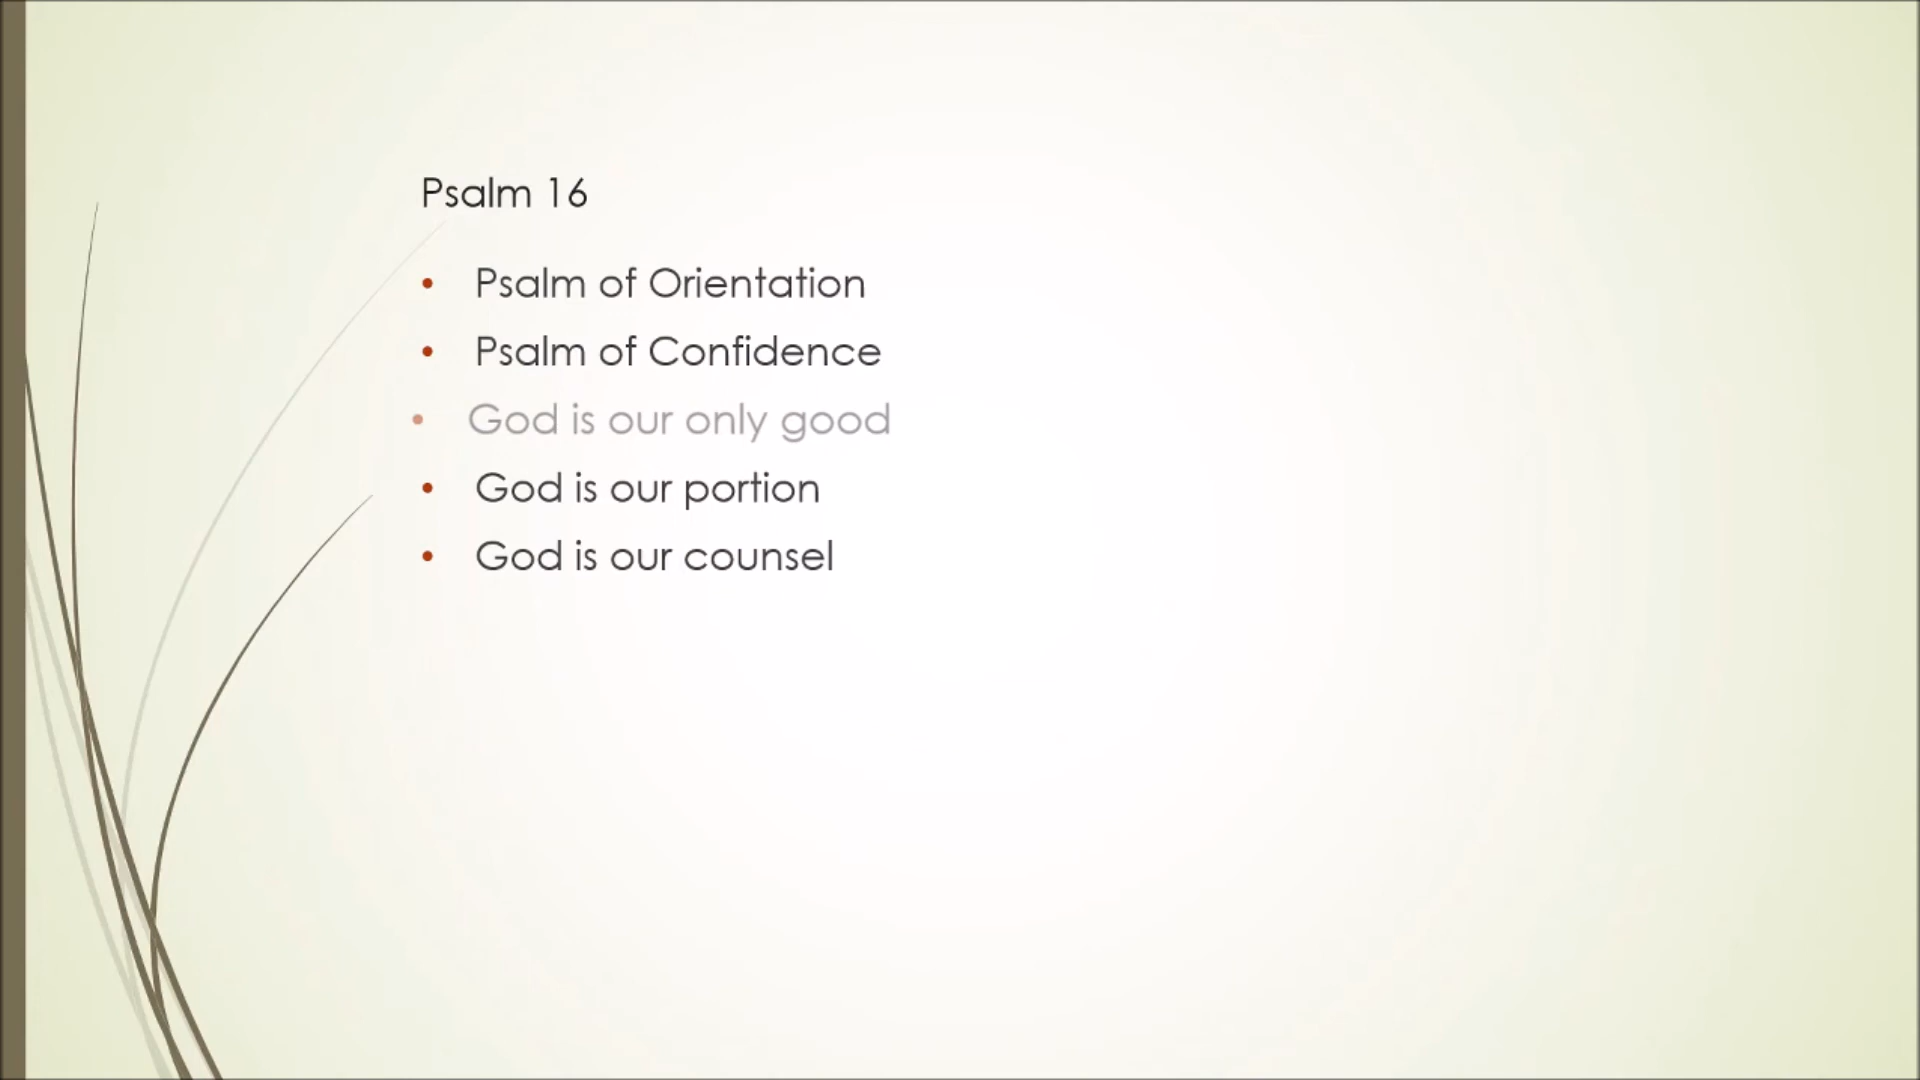 Psalm 16
• Psalm of Orientation
• Psalm of Confidence
• God is our only good
• God is our portion
• God is our counsel